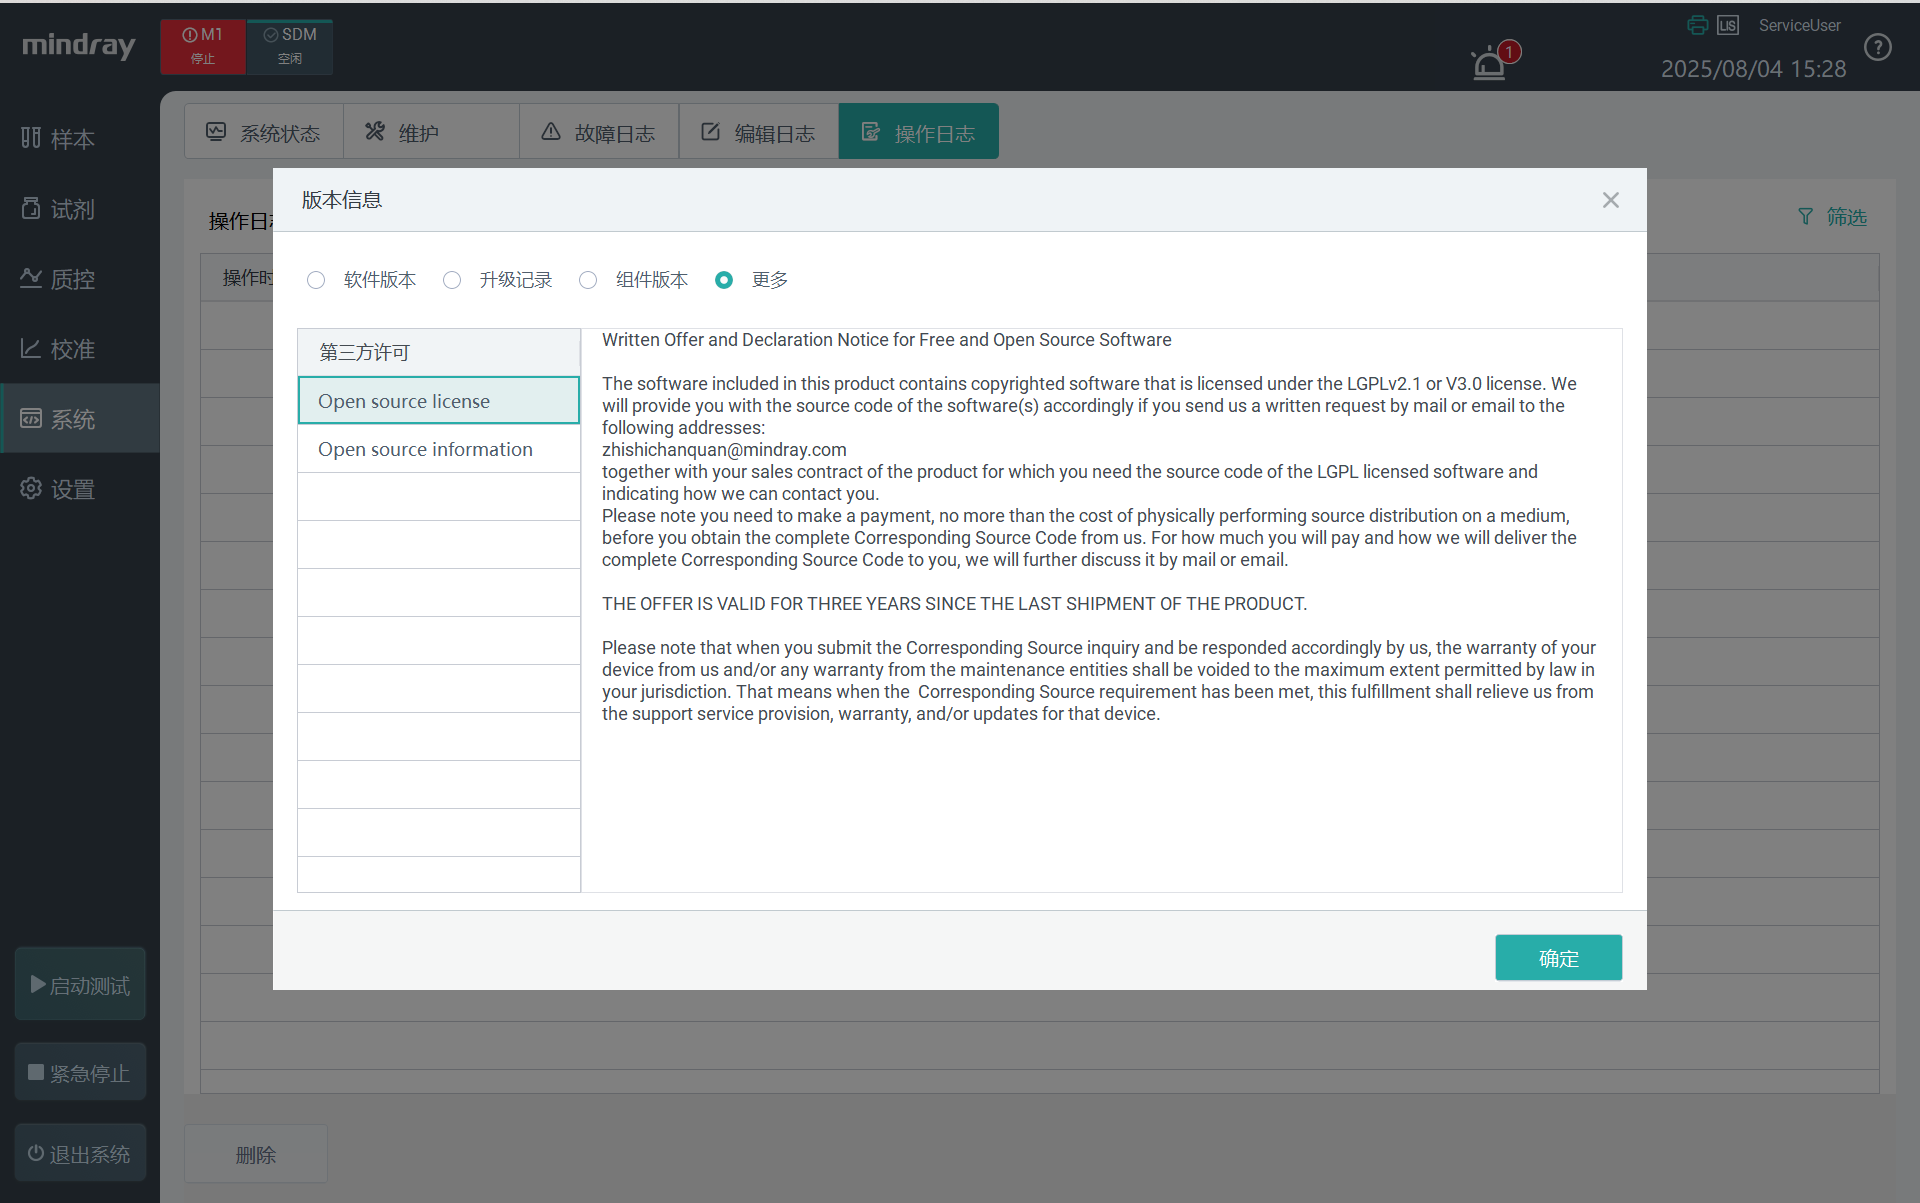 mindray
M1
停止
SDM
空闲
1
LIS
ServiceUser
2025/08/04 15:28
?
样本
试剂
质控
校准
系统
设置
启动测试
紧急停止
退出系统
系统状态
维护
故障日志
编辑日志
操作日志
操作日
筛选
操作时
版本信息
软件版本
升级记录
组件版本
更多
第三方许可
Open source license
Open source information
Written Offer and Declaration Notice for Free and Open Source Software
The software included in this product contains copyrighted software that is licensed under the LGPLv2.1 or V3.0 license. We
will provide you with the source code of the software(s) accordingly if you send us a written request by mail or email to the
following addresses:
zhishichanquan@mindray.com
together with your sales contract of the product for which you need the source code of the LGPL licensed software and
indicating how we can contact you.
Please note you need to make a payment, no more than the cost of physically performing source distribution on a medium,
before you obtain the complete Corresponding Source Code from us. For how much you will pay and how we will deliver the
complete Corresponding Source Code to you, we will further discuss it by mail or email.
THE OFFER IS VALID FOR THREE YEARS SINCE THE LAST SHIPMENT OF THE PRODUCT.
Please note that when you submit the Corresponding Source inquiry and be responded accordingly by us, the warranty of your
device from us and/or any warranty from the maintenance entities shall be voided to the maximum extent permitted by law in
your jurisdiction. That means when the  Corresponding Source requirement has been met, this fulfillment shall relieve us from
the support service provision, warranty, and/or updates for that device.
确定
删除